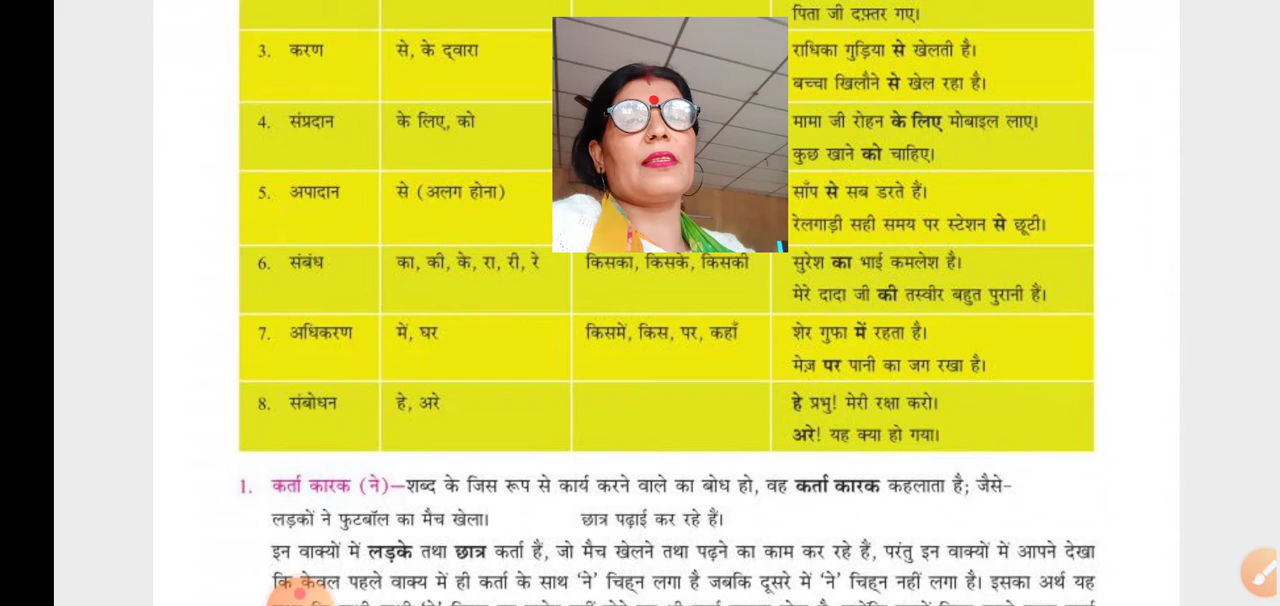 पिता जी दफ़्तर गए।
3. करण से, के द्वारा राधिका गुड़िया से खेलती है।
बच्चा खिलौने से खेल रहा है।
4. संप्रदान के लिए, को मामा जी रोहन के लिए मोबाइल लाए।
कुछ खाने को चाहिए।
5. अपादान से (अलग होना) साँप से सब डरते हैं।
रेलगाड़ी सही समय पर स्टेशन से छूटी।
6. संबंध का, की, के, रा, री, रे किसका, किसके, किसकी सुरेश का भाई कमलेश है।
मेरे दादा जी की तस्वीर बहुत पुरानी हैं।
7. अधिकरण में, घर किसमें, किस, पर, कहाँ शेर गुफा में रहता है।
मेज़ पर पानी का जग रखा है।
8. संबोधन हे, अरे हे प्रभु! मेरी रक्षा करो।
अरे! यह क्या हो गया।
1. कर्ता कारक (ने)—शब्द के जिस रूप से कार्य करने वाले का बोध हो, वह कर्ता कारक कहलाता है; जैसे-
लड़कों ने फुटबॉल का मैच खेला। छात्र पढ़ाई कर रहे हैं।
इन वाक्यों में लड़के तथा छात्र कर्ता हैं, जो मैच खेलने तथा पढ़ने का काम कर रहे हैं, परंतु इन वाक्यों में आपने देखा
कि केवल पहले वाक्य में ही कर्ता के साथ 'ने' चिह्न लगा है जबकि दूसरे में 'ने' चिह्न नहीं लगा है। इसका अर्थ यह